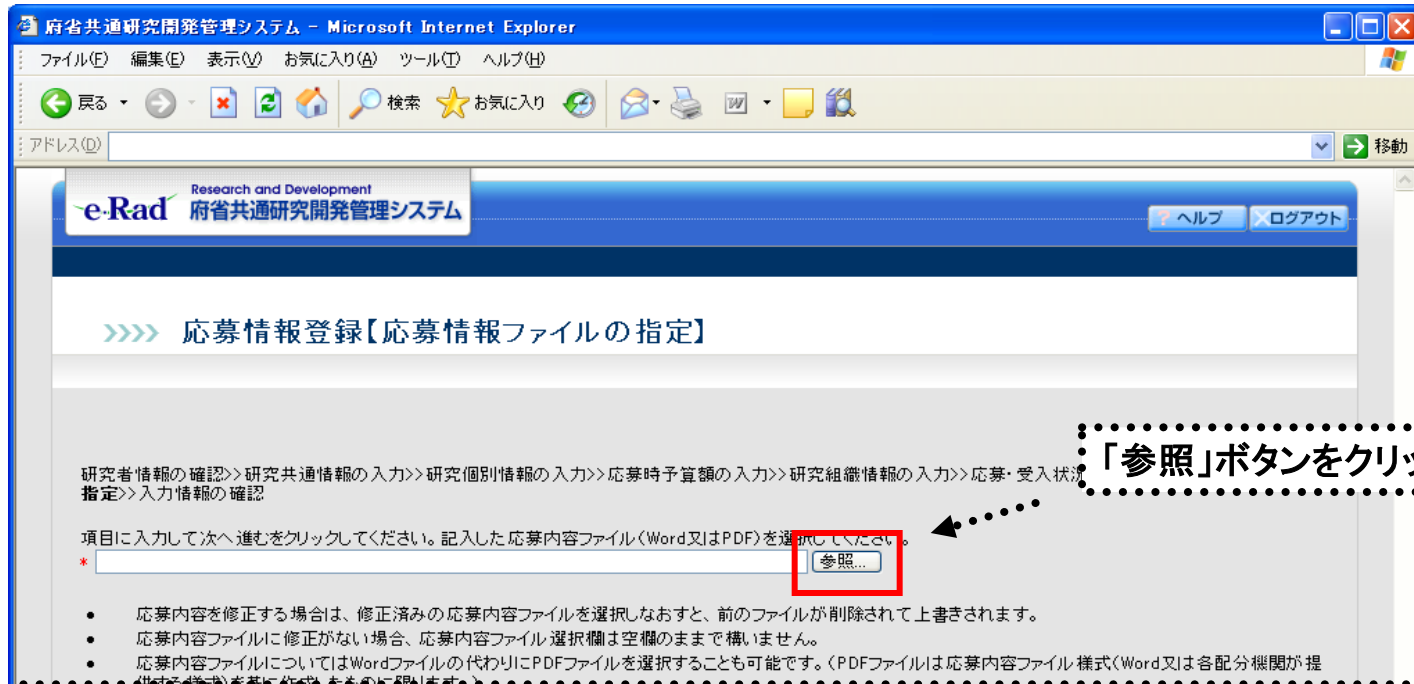 府省共通研究開発管理システム - Microsoft Internet Explorer
ファイル(F) 編集(E) 表示(V) お気に入り(A) ツール(T) ヘルプ(H)
戻る 検索 お気に入り
アドレス(D) 移動
e-Rad Research and Development
府省共通研究開発管理システム
? ヘルプ ログアウト
>>>> 応募情報登録【応募情報ファイルの指定】
「参照」ボタンをクリッ
研究者情報の確認>>研究共通情報の入力>>研究個別情報の入力>>応募時予算額の入力>>研究組織情報の入力>>応募・受入状況
指定>>入力情報の確認
項目に入力して次へ進むをクリックしてください。記入した応募内容ファイル(Word又はPDF)を選択してください。
* 参照...
• 応募内容を修正する場合は、修正済みの応募内容ファイルを選択しなおすと、前のファイルが削除されて上書きされます。
• 応募内容ファイルに修正がない場合、応募内容ファイル選択欄は空欄のままで構いません。
• 応募内容ファイルについてはWordファイルの代わりにPDFファイルを選択することも可能です。(PDFファイルは応募内容ファイル様式(Word又は各配分機関が提
供する様式)を基に作成したものに限ります。)